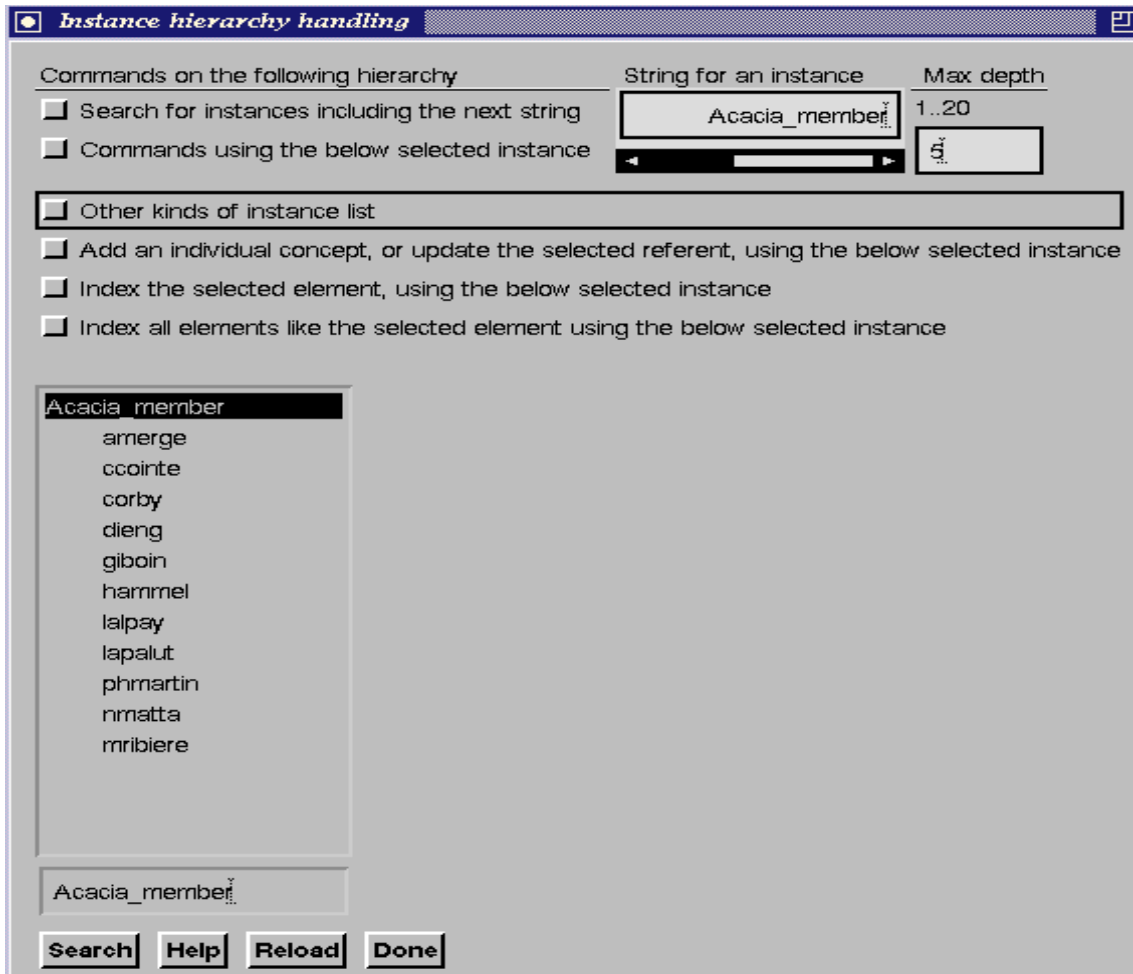 Instance hierarchy handling
Commands on the following hierarchy String for an instance Max depth
Search for instances including the next string Acacia_member 1..20
Commands using the below selected instance 5
Other kinds of instance list
Add an individual concept, or update the selected referent, using the below selected instance
Index the selected element, using the below selected instance
Index all elements like the selected element using the below selected instance
Acacia_member
amerge
ccointe
corby
dieng
giboin
hammel
lalpay
lapalut
phmartin
nmatta
mribiere
Acacia_member
Search Help Reload Done